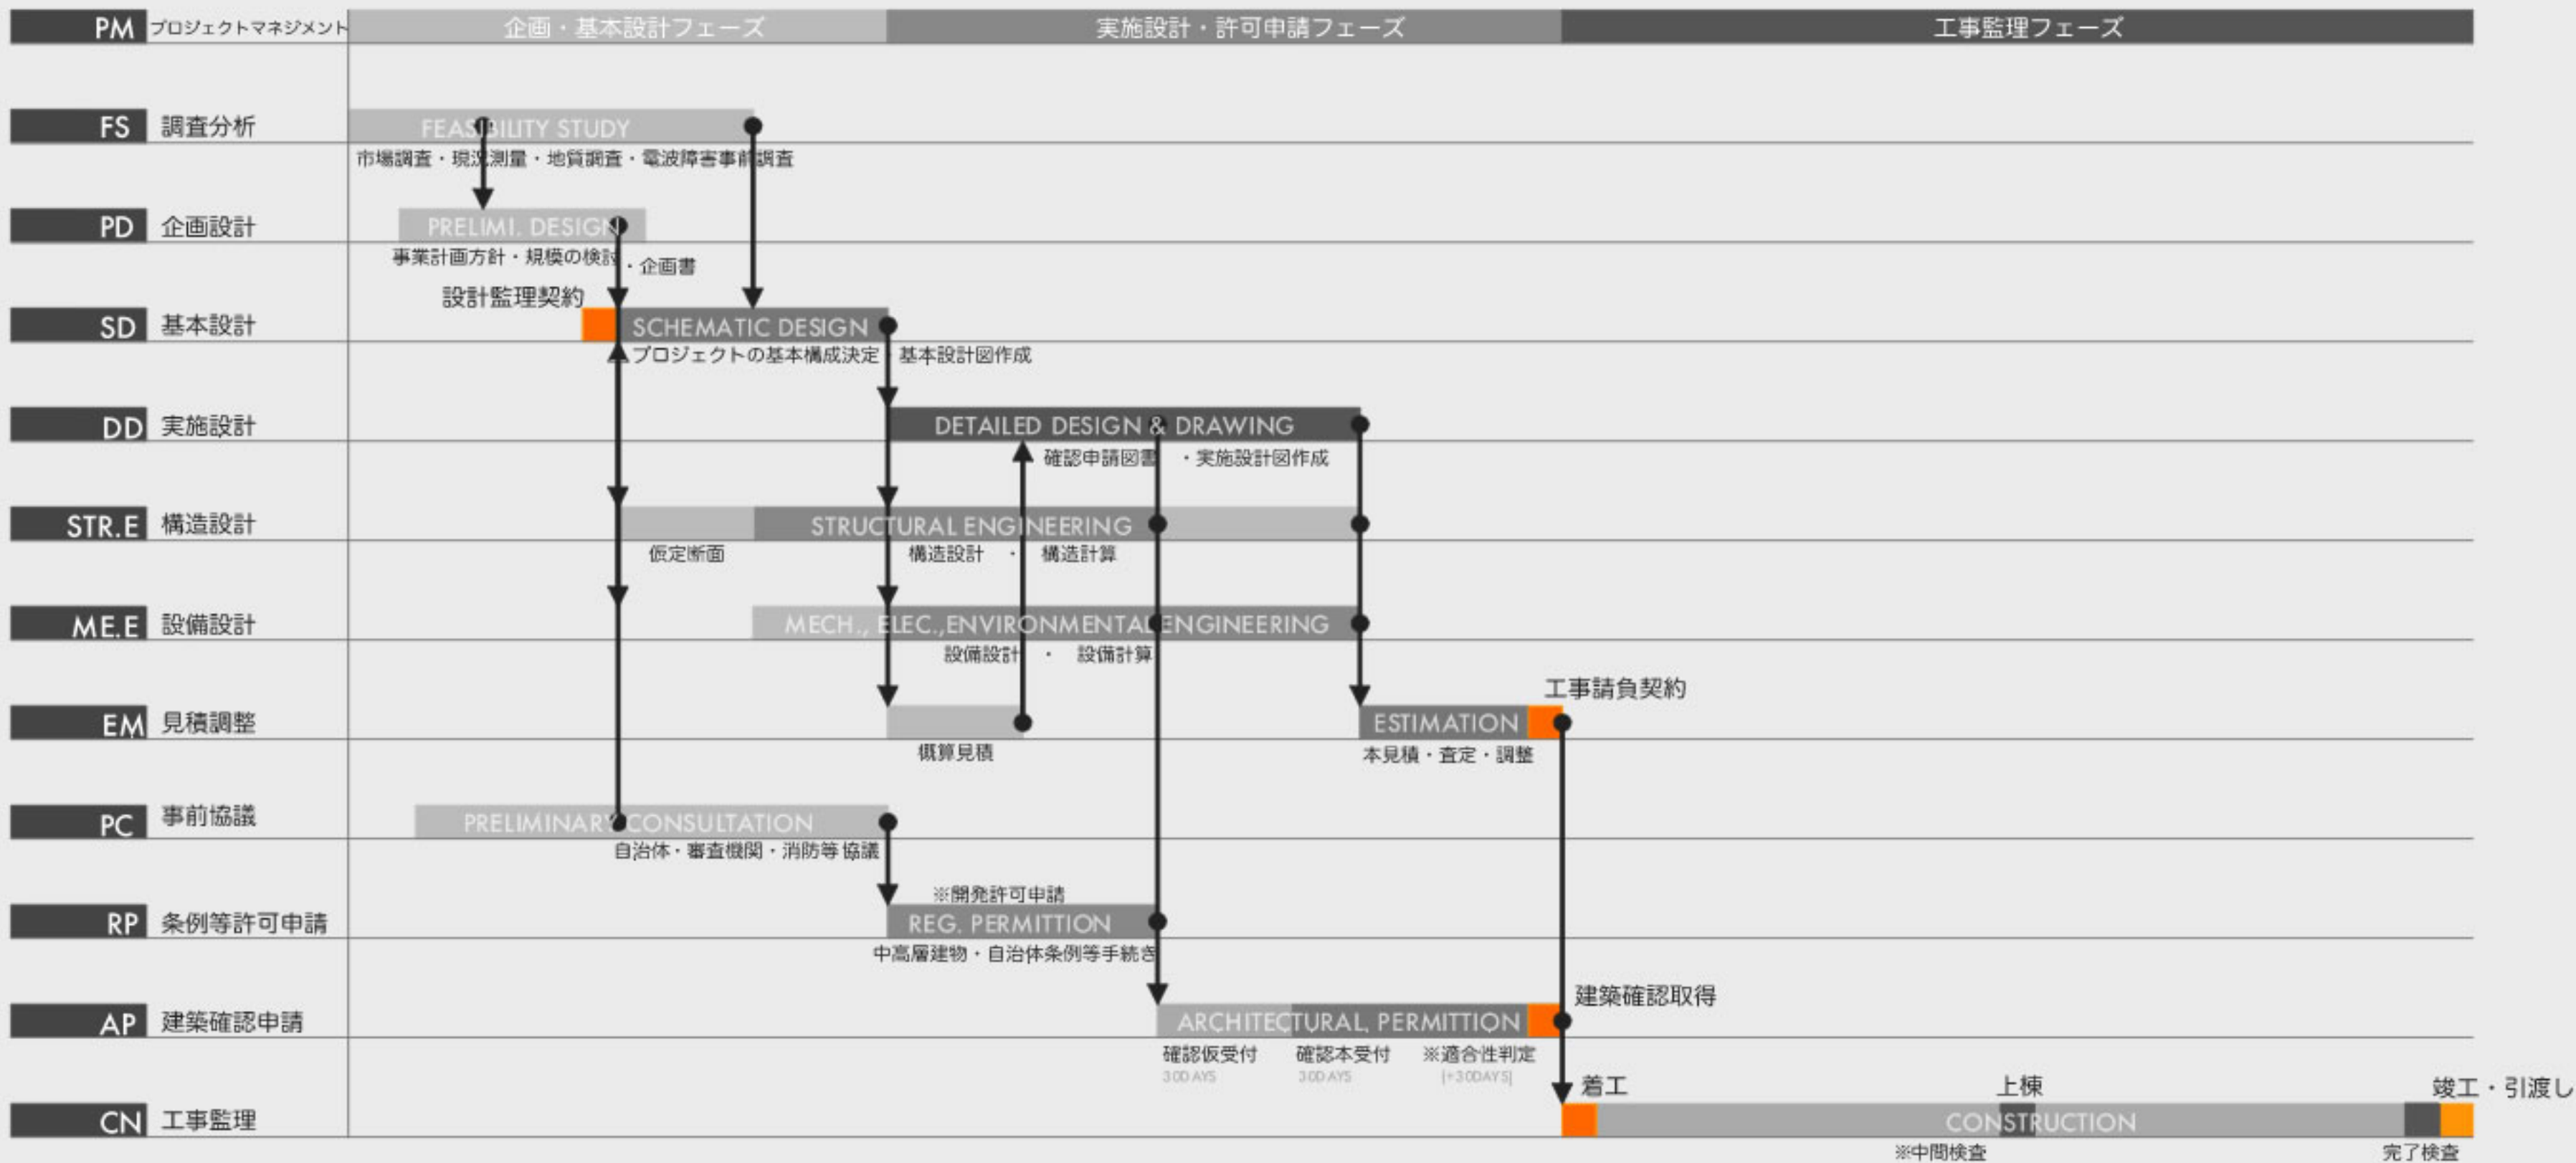 PM プロジェクトマネジメント 企画・基本設計フェーズ 実施設計・許可申請フェーズ 工事監理フェーズ
FS 調査分析 FEASIBILITY STUDY
市場調査・現況測量・地質調査・電波障害事前調査
PD 企画設計 PRELIMI. DESIGN
事業計画方針・規模の検討・企画書
設計監理契約
SD 基本設計 SCHEMATIC DESIGN
プロジェクトの基本構成決定・基本設計図作成
DD 実施設計 DETAILED DESIGN & DRAWING
確認申請図書 ・実施設計図作成
STR.E 構造設計 STRUCTURAL ENGINEERING
仮定断面 構造設計 ・ 構造計算
ME.E 設備設計 MECH., ELEC.,ENVIRONMENTAL ENGINEERING
設備設計 ・ 設備計算
工事請負契約
EM 見積調整 ESTIMATION
概算見積 本見積・査定・調整
PC 事前協議 PRELIMINARY CONSULTATION
自治体・審査機関・消防等協議
※開発許可申請
RP 条例等許可申請 REG. PERMITTION
中高層建物・自治体条例等手続き
建築確認取得
AP 建築確認申請 ARCHITECTURAL PERMITTION
確認仮受付 確認本受付 ※適合性判定
30DAYS 30DAYS (+30DAYS)
着工 上棟 竣工・引渡し
CN 工事監理 CONSTRUCTION
※中間検査 完了検査